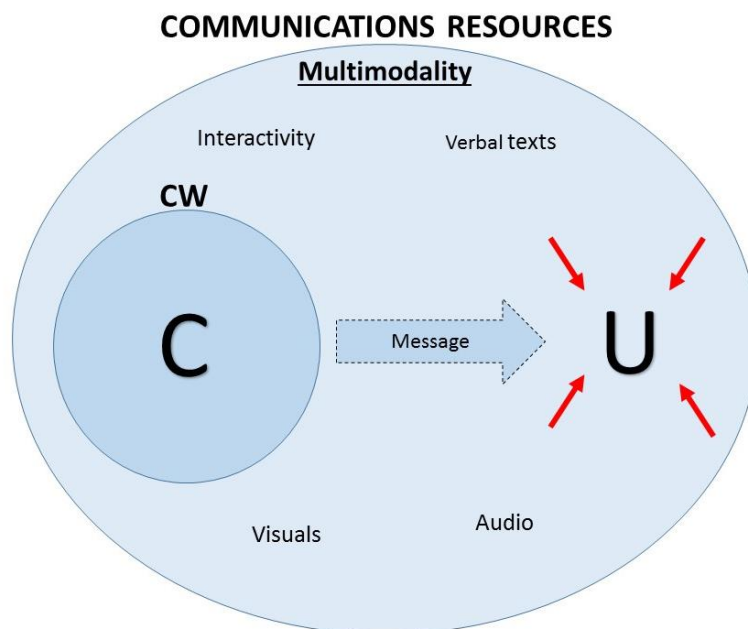 COMMUNICATIONS RESOURCES
Multimodality
Interactivity
Verbal texts
CW
C
Message
U
Visuals
Audio